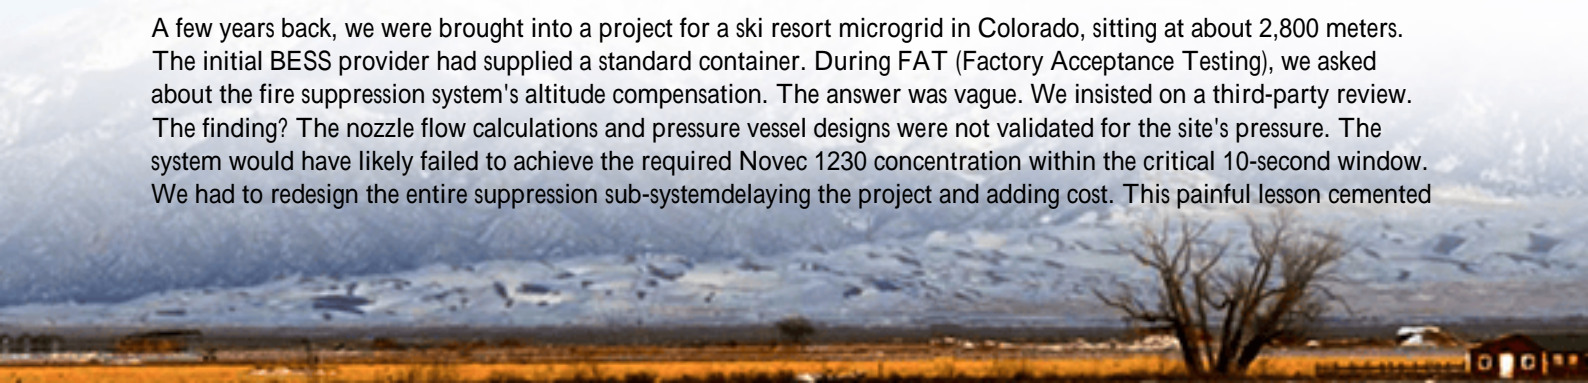 A few years back, we were brought into a project for a ski resort microgrid in Colorado, sitting at about 2,800 meters.
The initial BESS provider had supplied a standard container. During FAT (Factory Acceptance Testing), we asked
about the fire suppression system's altitude compensation. The answer was vague. We insisted on a third-party review.
The finding? The nozzle flow calculations and pressure vessel designs were not validated for the site's pressure. The
system would have likely failed to achieve the required Novec 1230 concentration within the critical 10-second window.
We had to redesign the entire suppression sub-systemdelaying the project and adding cost. This painful lesson cemented